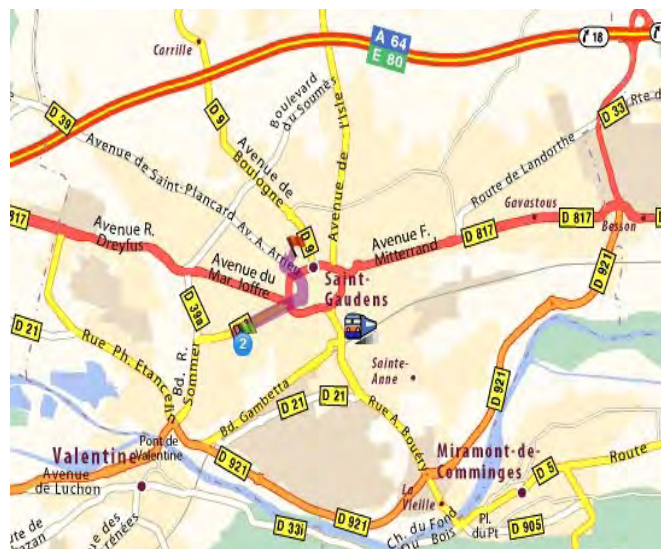 Carrille
A 64
E 80
18
D 39
D 9
Boulevard
du Soumès
D 33
Rte d
Avenue de Saint-Plancard
Av. A. Arrieu
Avenue de
Boulogne
Avenue de l'Isle
Route de Landorthe
817
Avenue R.
Dreyfus
D 9
Avenue F.
Mitterrand
D 817
Gavastous
D 817
Besson
Avenue du
Mar. Joffre
Saint-
Gaudens
D 921
D 39a
D 21
2
Rue Ph. Etancelin
Bd. R.
Sommer
Sainte-
Anne
D 921
Bd. Gambetta
D 21
D 21
Rue A. Bouéry
Valentine
Pont de
Valentine
Miramont-de-
Comminges
Avenue
de Luchon
D 921
La
Vieille
D 5
Route
D 921
D 33i
Ch. du Fond
Du Bois
Pl.
du Pt
D 905